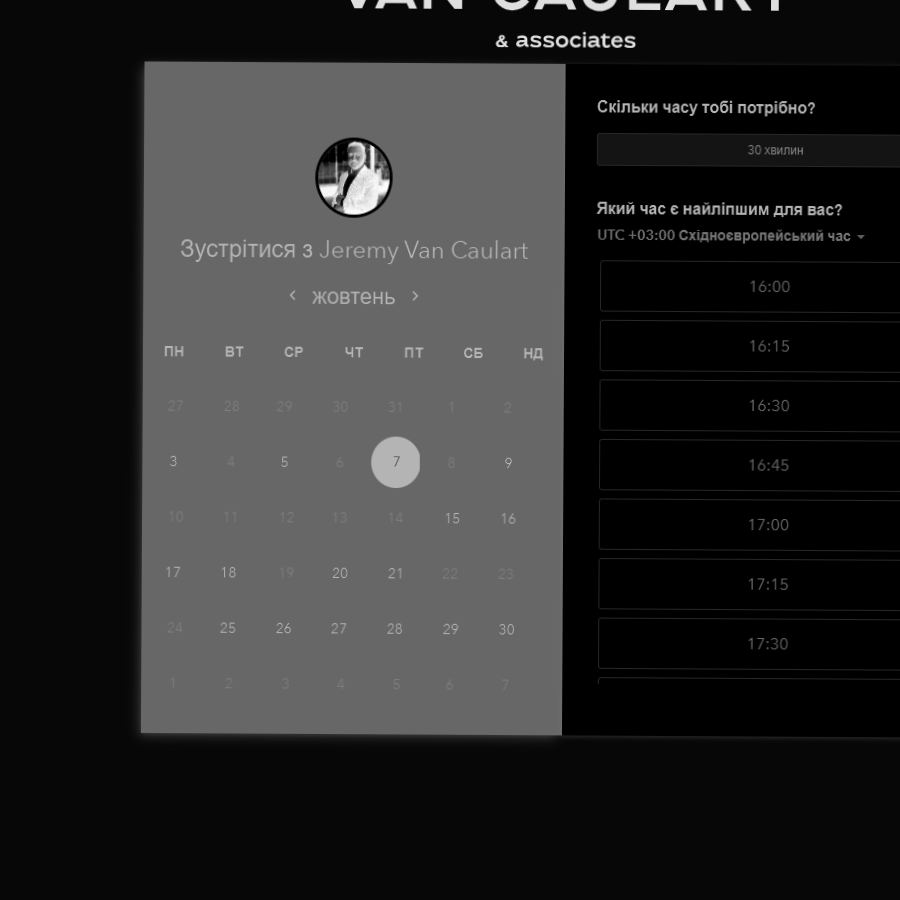 VAN CAULART
& associates
Зустрітися з Jeremy Van Caulart
жовтень
ПН ВТ СР ЧТ ПТ СБ НД
27 28 29 30 31 1 2
3 4 5 6 7 8 9
10 11 12 13 14 15 16
17 18 19 20 21 22 23
24 25 26 27 28 29 30
1 2 3 4 5 6 7
Скільки часу тобі потрібно?
30 хвилин
Який час є найліпшим для вас?
UTC +03:00 Східноєвропейський час
16:00
16:15
16:30
16:45
17:00
17:15
17:30